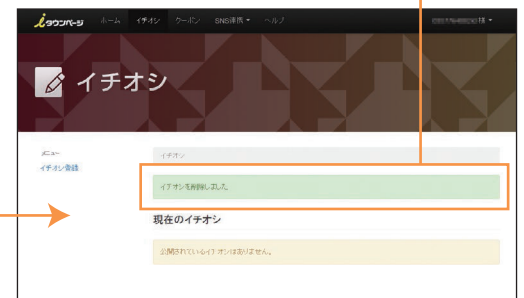 iタウンページ ホーム イチオシ クーポン SNS連携 ヘルプ 様
イチオシ
メニュー
イチオシ登録
イチオシ
イチオシを削除しました。
現在のイチオシ
公開されているイチオシはありません。